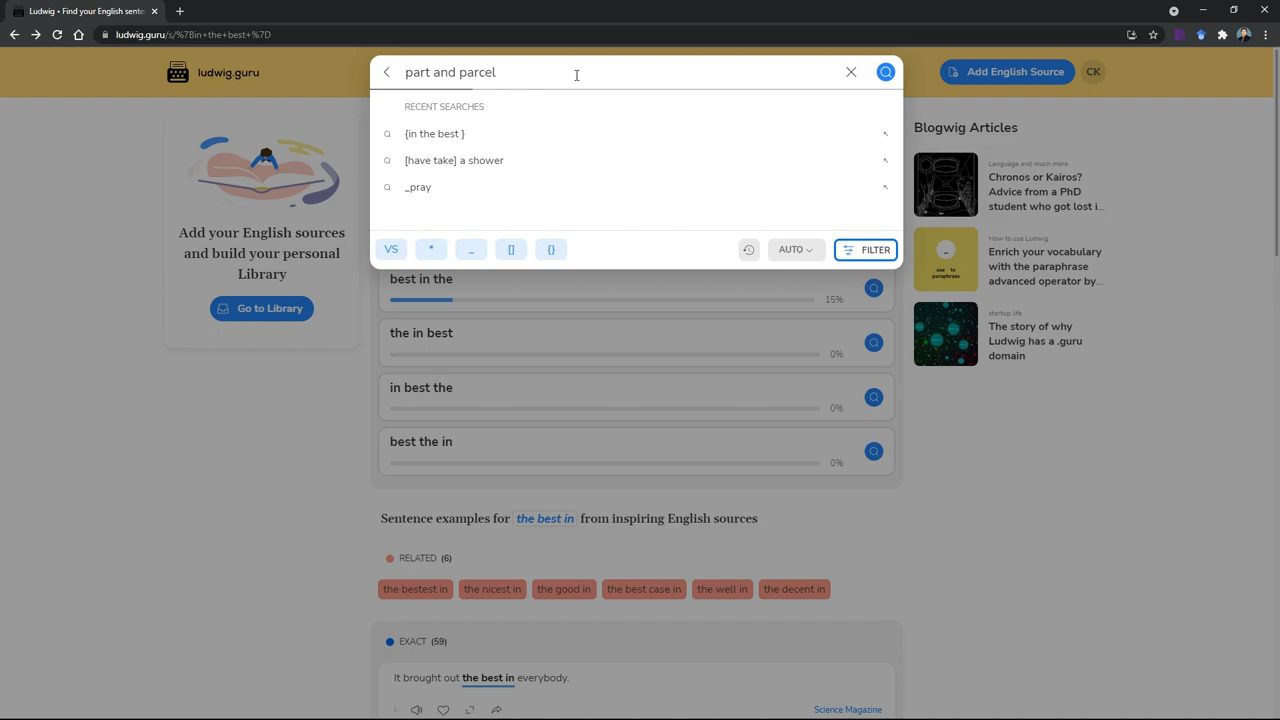 Ludwig • Find your English sente
ludwig.guru/s/%7Bin+the+best+%7D
ludwig.guru
part and parcel
Add English Source
CK
RECENT SEARCHES
{in the best }
[have take] a shower
_pray
VS
*
_
[]
{}
AUTO
FILTER
Add your English sources
and build your personal
Library
Go to Library
best in the
15%
the in best
0%
in best the
0%
best the in
0%
Sentence examples for the best in from inspiring English sources
RELATED (6)
the bestest in
the nicest in
the good in
the best case in
the well in
the decent in
EXACT (59)
It brought out the best in everybody.
Science Magazine
Blogwig Articles
Language and much more
Chronos or Kairos?
Advice from a PhD
student who got lost i...
How to use Ludwig
Enrich your vocabulary
with the paraphrase
advanced operator by...
use to
paraphrase
startup life
The story of why
Ludwig has a .guru
domain